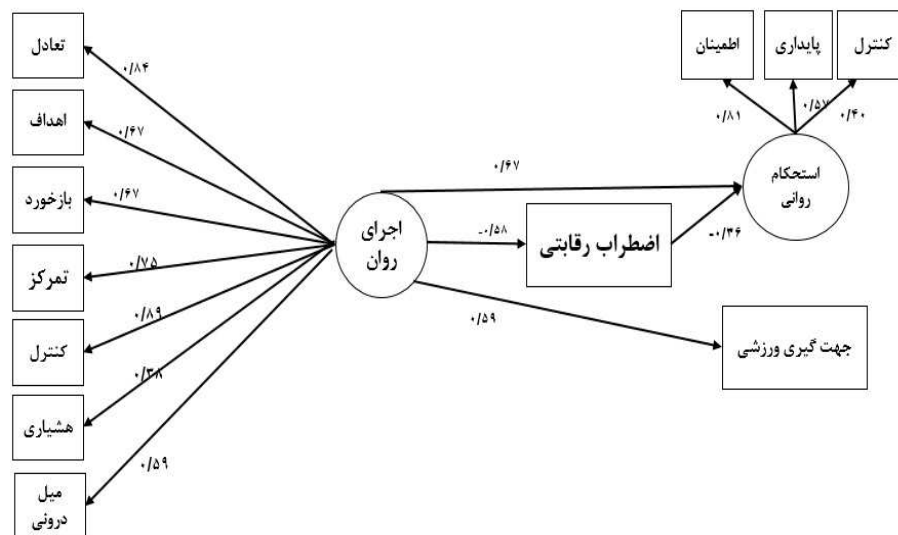 تعادل
اهداف
بازخورد
تمرکز
کنترل
هشیاری
میل
درونی
۰/۸۴
۰/۶۷
۰/۶۷
۰/۷۵
۰/۸۹
۰/۳۸
۰/۵۹
اجرای
روان
۰/۶۷
-۰/۵۸
۰/۵۹
اضطراب رقابتی
-۰/۳۶
جهت گیری ورزشی
استحکام
روانی
۰/۸۱
۰/۵۷
۰/۴۰
اطمینان
پایداری
کنترل